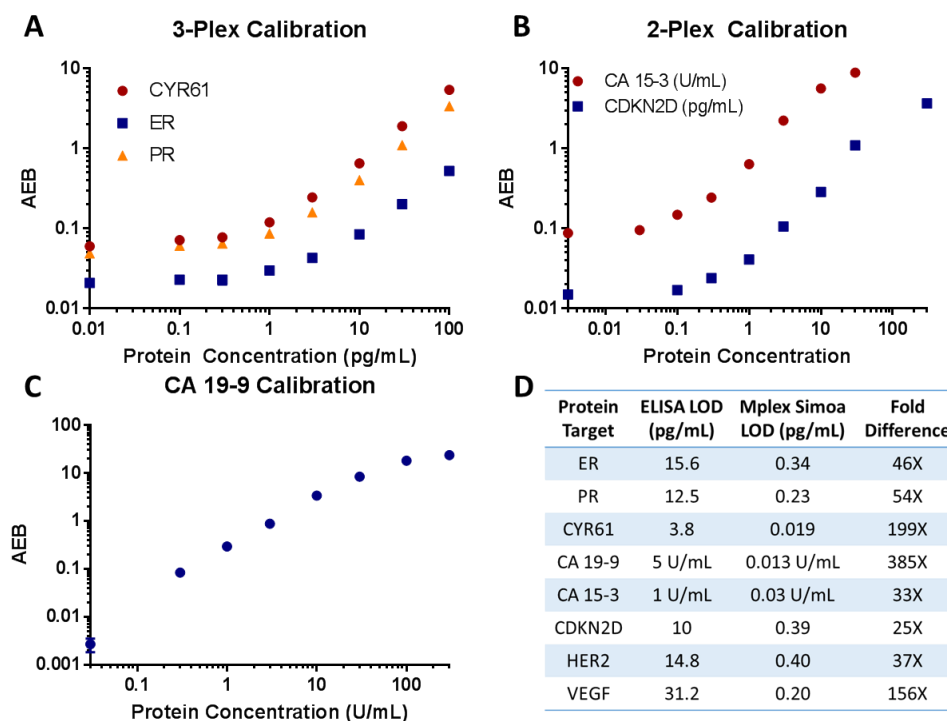 A
3-Plex Calibration
10
1
0.1
0.01
AEB
CYR61
ER
PR
0.01
0.1
1
10
100
Protein Concentration (pg/mL)
B
2-Plex Calibration
10
1
0.1
0.01
AEB
CA 15-3 (U/mL)
CDKN2D (pg/mL)
0.01
0.1
1
10
100
Protein Concentration
C
CA 19-9 Calibration
100
10
1
0.1
0.01
0.001
AEB
0.1
1
10
100
Protein Concentration (U/mL)
D
Protein Target ELISA LOD (pg/mL) Mplex Simoa LOD (pg/mL) Fold Difference
ER 15.6 0.34 46X
PR 12.5 0.23 54X
CYR61 3.8 0.019 199X
CA 19-9 5 U/mL 0.013 U/mL 385X
CA 15-3 1 U/mL 0.03 U/mL 33X
CDKN2D 10 0.39 25X
HER2 14.8 0.40 37X
VEGF 31.2 0.20 156X